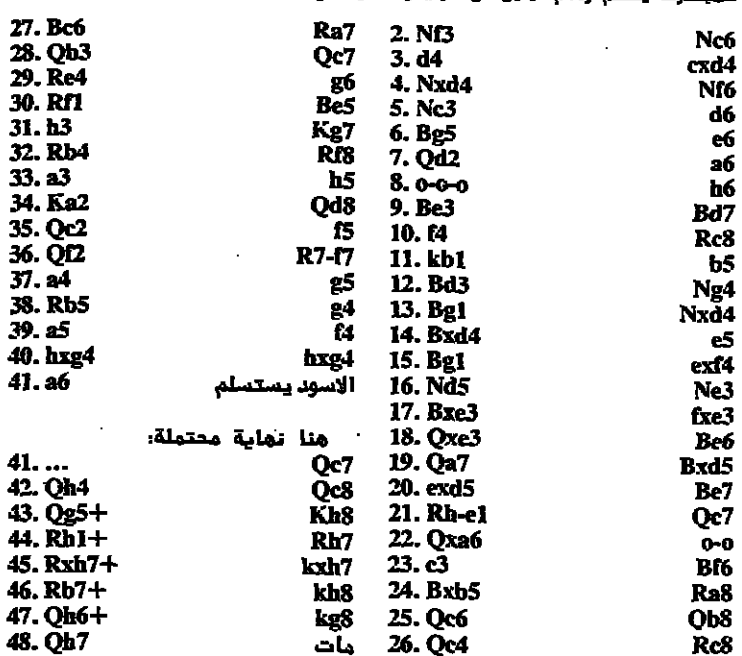 2. Nf3 Nc6
3. d4 cxd4
4. Nxd4 Nf6
5. Nc3 d6
6. Bg5 e6
7. Qd2 a6
8. o-o-o h6
9. Be3 Bd7
10. f4 Rc8
11. kb1 b5
12. Bd3 Ng4
13. Bg1 Nxd4
14. Bxd4 e5
15. Bg1 exf4
16. Nd5 Ne3
17. Bxe3 fxe3
18. Qxe3 Be6
19. Qa7 Bxd5
20. exd5 Be7
21. Rh-e1 Qc7
22. Qxa6 o-o
23. c3 Bf6
24. Bxb5 Ra8
25. Qc6 Qb8
26. Qc4 Rc8
27. Bc6 Ra7
28. Qb3 Qc7
29. Re4 g6
30. Rf1 Be5
31. h3 Kg7
32. Rb4 Rf8
33. a3 h5
34. Ka2 Qd8
35. Qc2 f5
36. Qf2 R7-f7
37. a4 g5
38. Rb5 g4
39. a5 f4
40. hxg4 hxg4
41. a6 الاسود يستسلم
هنا نهاية محتملة:
41. ... Qc7
42. Qh4 Qc8
43. Qg5+ Kh8
44. Rh1+ Rh7
45. Rxh7+ kxh7
46. Rb7+ kh8
47. Qh6+ kg8
48. Qh7 مات